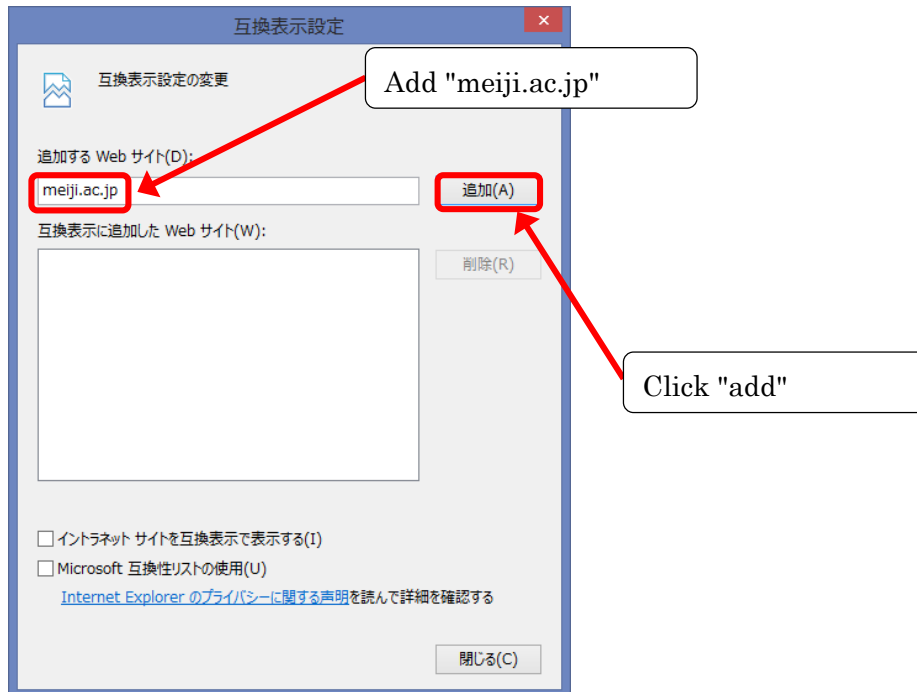 互換表示設定
互換表示設定の変更
Add "meiji.ac.jp"
追加する Web サイト(D):
meiji.ac.jp
追加(A)
互換表示に追加した Web サイト(W):
削除(R)
Click "add"
イントラネット サイトを互換表示で表示する(I)
Microsoft 互換性リストの使用(U)
Internet Explorer のプライバシーに関する声明を読んで詳細を確認する
閉じる(C)